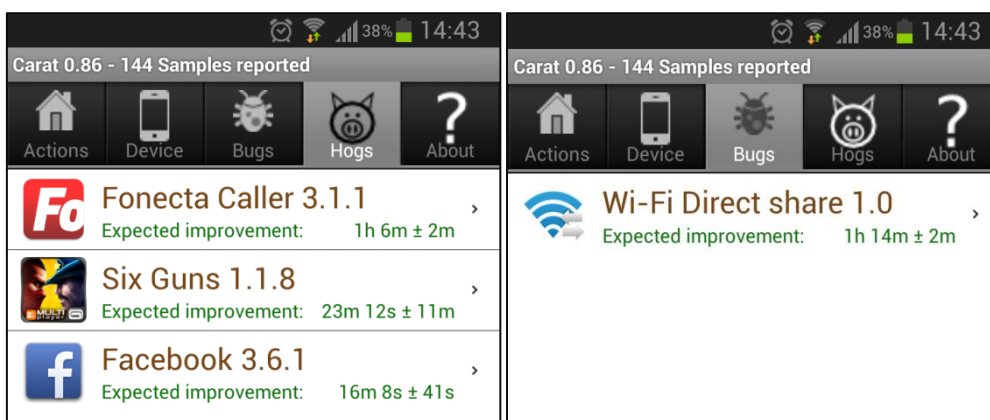 38% 14:43
Carat 0.86 - 144 Samples reported
Actions Device Bugs Hogs About
Fo
Fonecta Caller 3.1.1
Expected improvement: 1h 6m ± 2m
Six Guns 1.1.8
MULTI
player
Expected improvement: 23m 12s ± 11m
f
Facebook 3.6.1
Expected improvement: 16m 8s ± 41s
38% 14:43
Carat 0.86 - 144 Samples reported
Actions Device Bugs Hogs About
Wi-Fi Direct share 1.0
Expected improvement: 1h 14m ± 2m